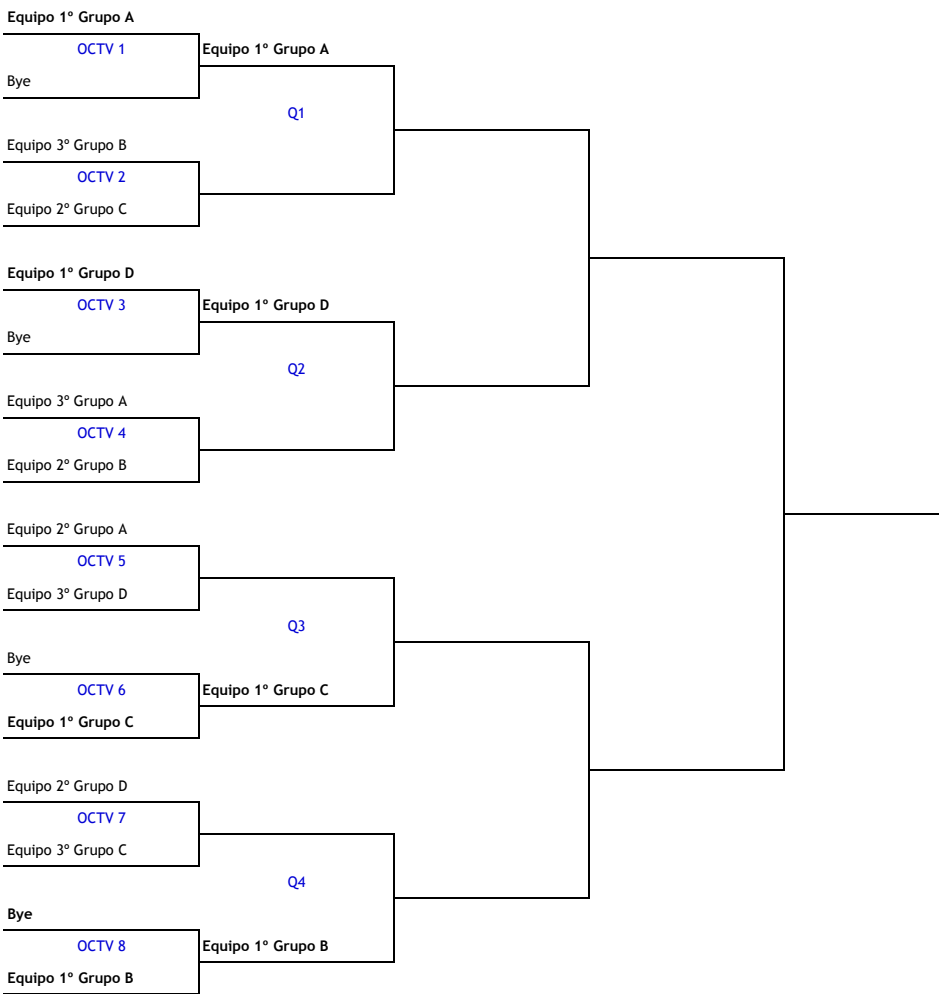 Equipo 1º Grupo A
OCTV 1
Equipo 1º Grupo A
Bye
Q1
Equipo 3º Grupo B
OCTV 2
Equipo 2º Grupo C
Equipo 1º Grupo D
OCTV 3
Equipo 1º Grupo D
Bye
Q2
Equipo 3º Grupo A
OCTV 4
Equipo 2º Grupo B
Equipo 2º Grupo A
OCTV 5
Equipo 3º Grupo D
Q3
Bye
OCTV 6
Equipo 1º Grupo C
Equipo 1º Grupo C
Equipo 2º Grupo D
OCTV 7
Equipo 3º Grupo C
Q4
Bye
OCTV 8
Equipo 1º Grupo B
Equipo 1º Grupo B